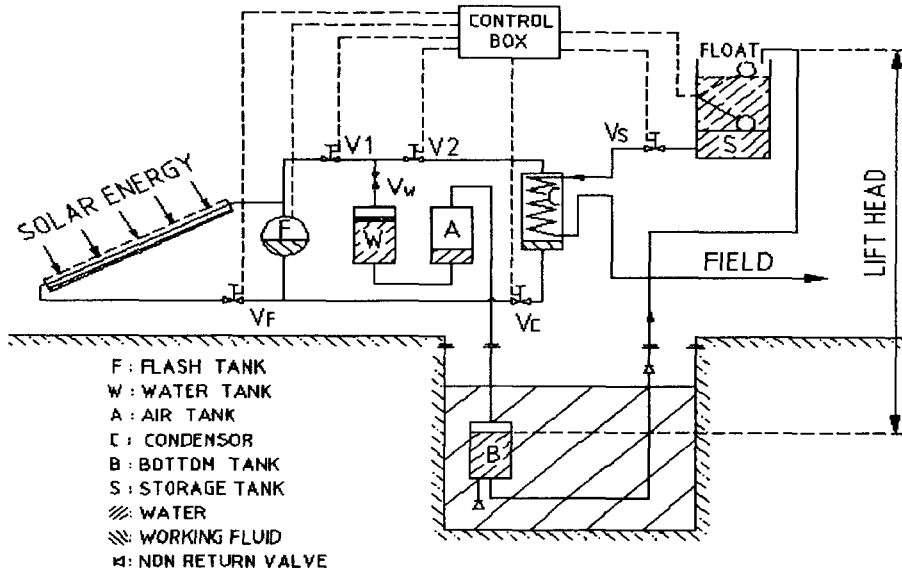 CONTROL
BOX
FLOAT
V1
V2
VS
S
SOLAR ENERGY
F
VW
W
A
C
LIFT HEAD
FIELD
VF
VC
F : FLASH TANK
W : WATER TANK
A : AIR TANK
C : CONDENSOR
B : BOTTOM TANK
S : STORAGE TANK
: WATER
: WORKING FLUID
: NON RETURN VALVE
B